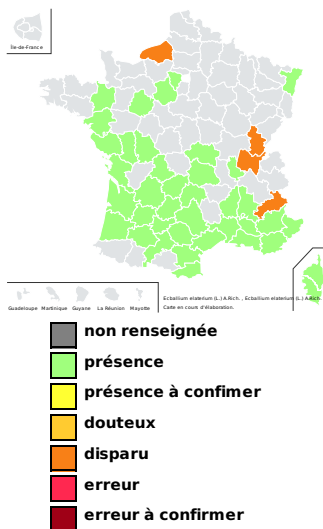 Île-de-France
Guadeloupe Martinique Guyane La Réunion Mayotte
Ecballium elaterium (L.) A.Rich. , Ecballium elaterium (L.) A.Rich.
Carte en cours d'élaboration.
non renseignée
présence
présence à confimer
douteux
disparu
erreur
erreur à confirmer